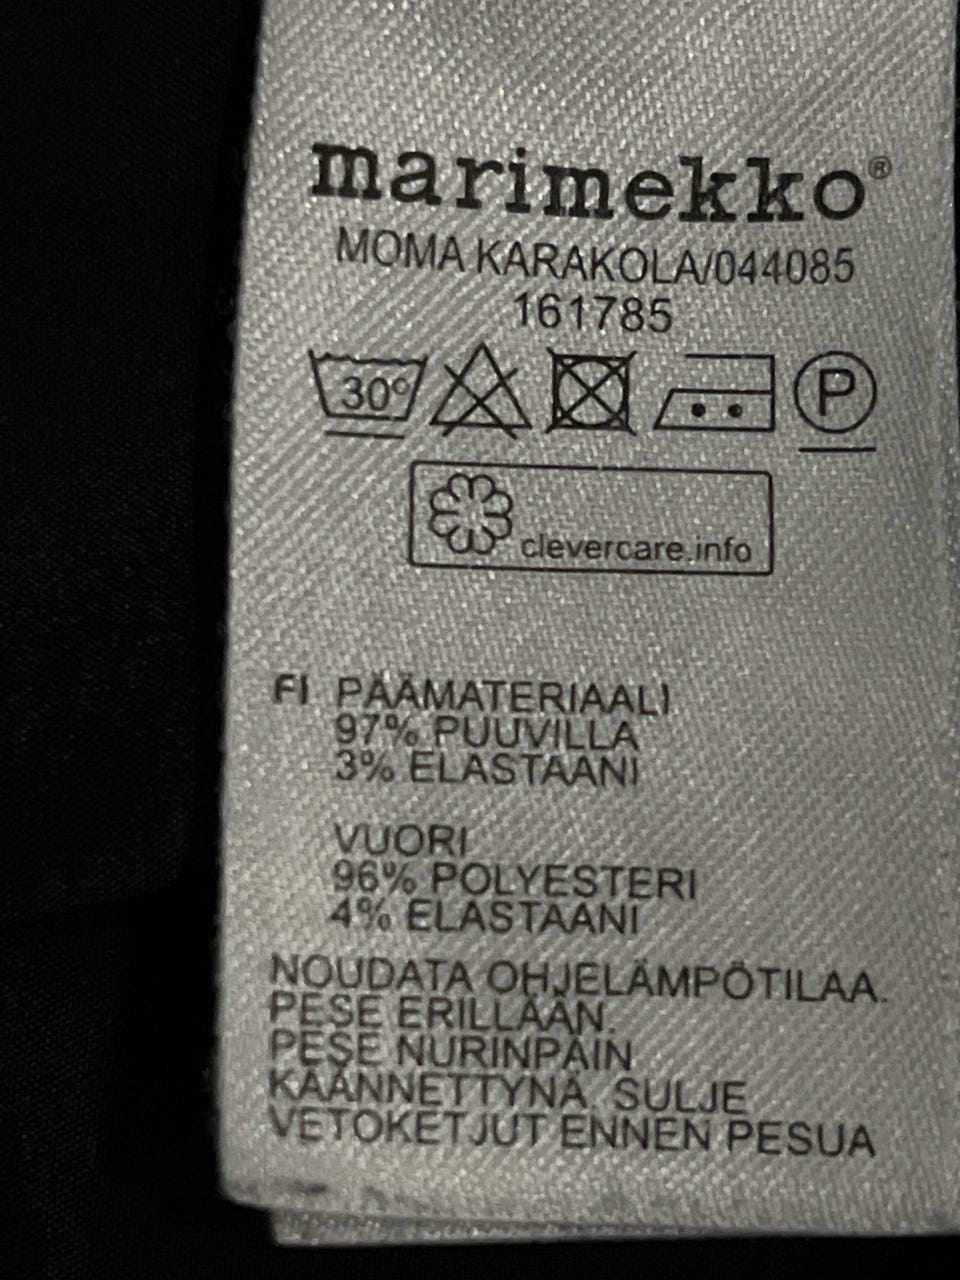 marimekko®
MOMA KARAKOLA/044085
161785
30° P
clevercare.info
FI PÄÄMATERIAALI
97% PUUVILLA
3% ELASTAANI
VUORI
96% POLYESTERI
4% ELASTAANI
NOUDATA OHJELÄMPÖTILAA.
PESE ERILLÄÄN.
PESE NURINPÄIN
KÄÄNNETTYNÄ. SULJE
VETOKETJUT ENNEN PESUA